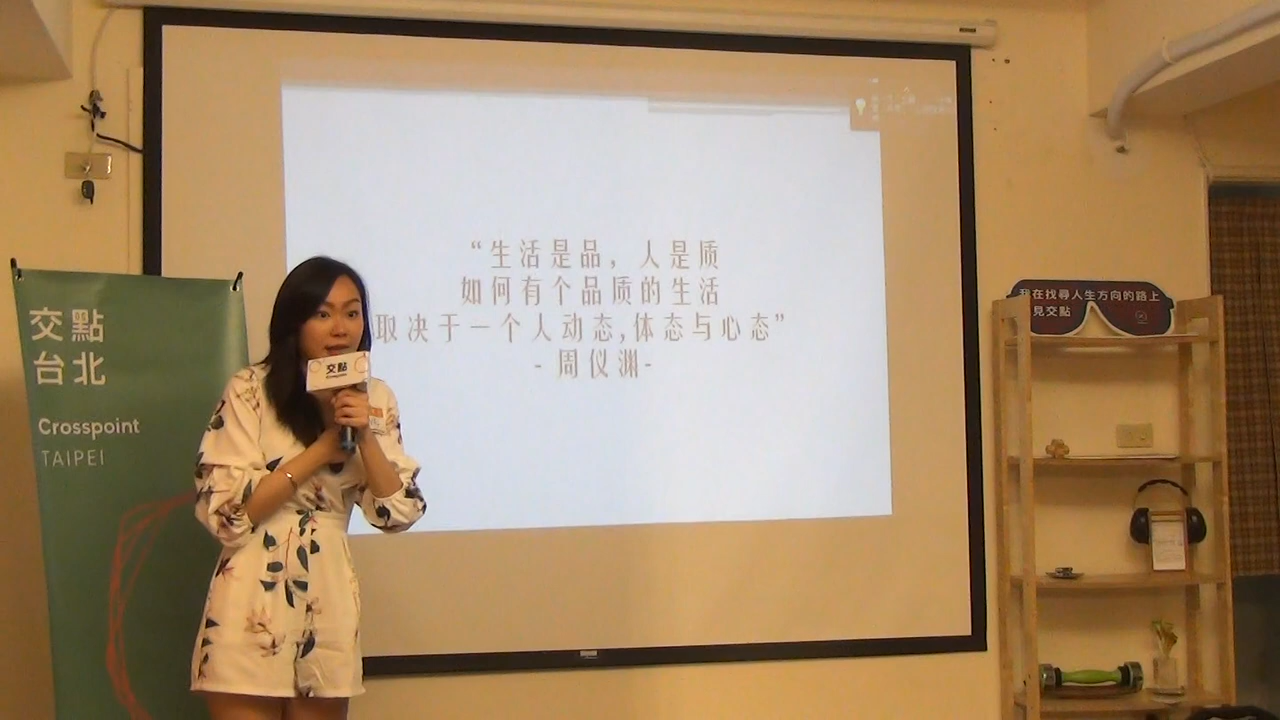 “生活是品，人是质
如何有个品质的生活
取决于一个人动态,体态与心态”
-周仪渊-
交點
台北
Crosspoint
TAIPEI
交點
我在找尋人生方向的路上
見交點